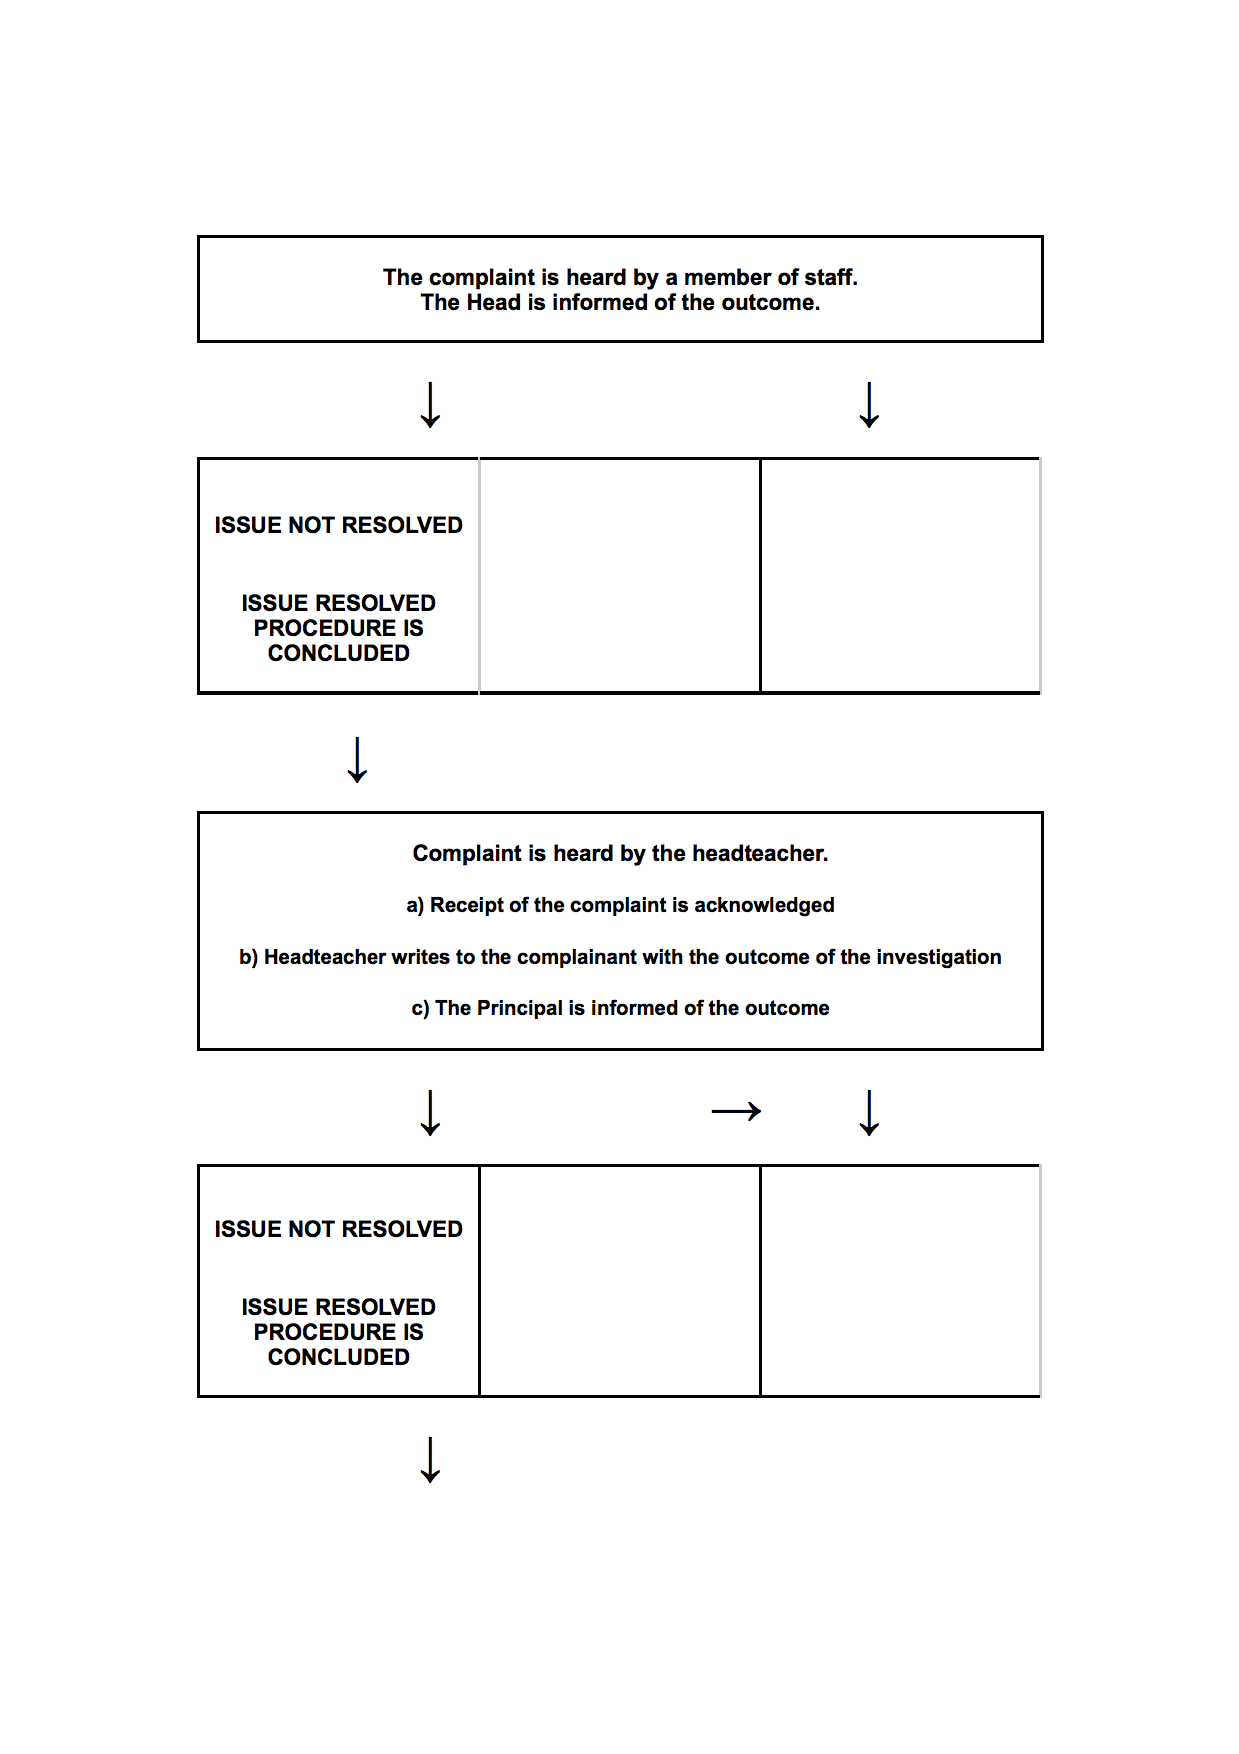 The complaint is heard by a member of staff.
The Head is informed of the outcome.
↓ ↓
ISSUE NOT RESOLVED
ISSUE RESOLVED
PROCEDURE IS
CONCLUDED
↓
Complaint is heard by the headteacher.
a) Receipt of the complaint is acknowledged
b) Headteacher writes to the complainant with the outcome of the investigation
c) The Principal is informed of the outcome
↓ → ↓
ISSUE NOT RESOLVED
ISSUE RESOLVED
PROCEDURE IS
CONCLUDED
↓